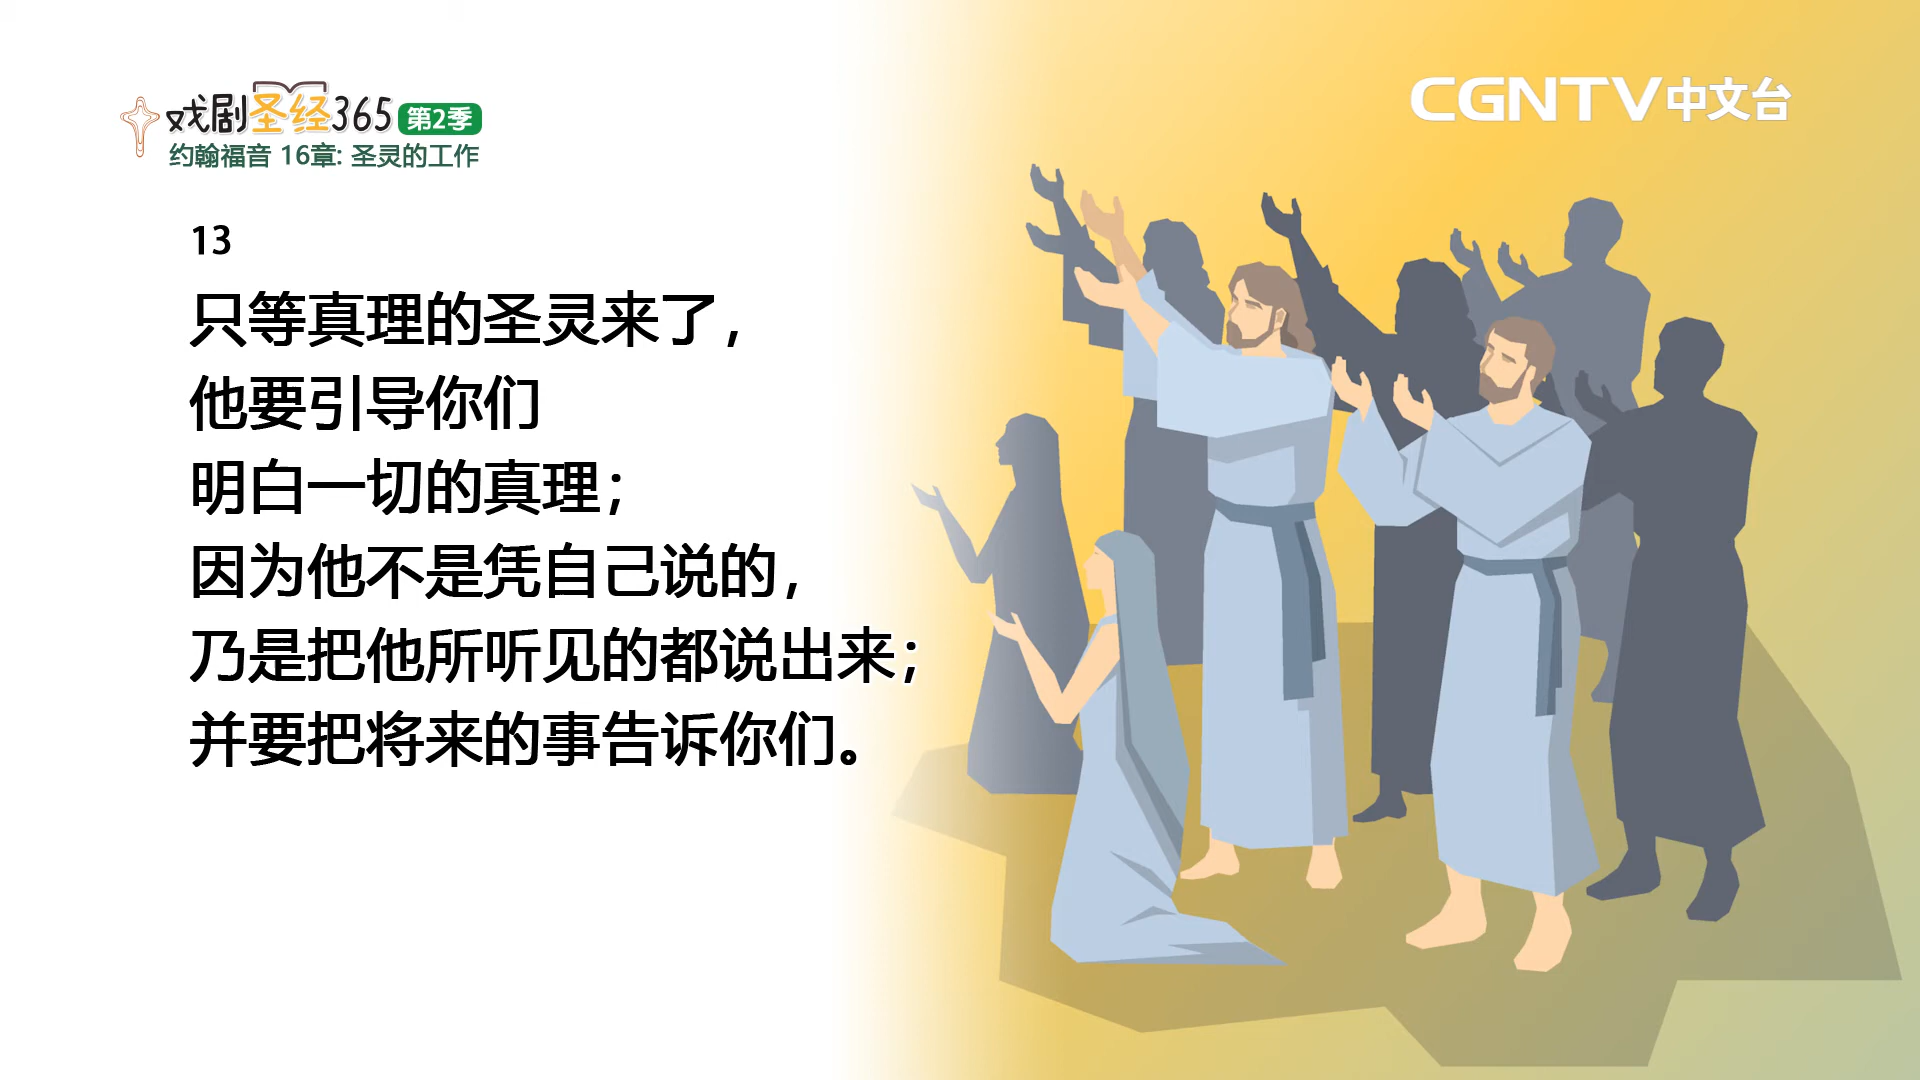 戏剧圣经365 第2季
约翰福音 16章: 圣灵的工作
CGNTV中文台
13
只等真理的圣灵来了，
他要引导你们
明白一切的真理；
因为他不是凭自己说的，
乃是把他所听见的都说出来；
并要把将来的事告诉你们。